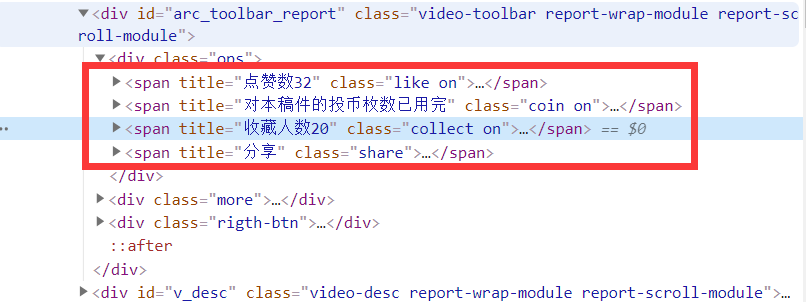 ▼<div id="arc_toolbar_report" class="video-toolbar report-wrap-module report-sc
roll-module">
▼<div class="ops">
▶<span title="点赞数32" class="like on">…</span>
▶<span title="对本稿件的投币枚数已用完" class="coin on">…</span>
▶<span title="收藏人数20" class="collect on">…</span> == $0
▶<span title="分享" class="share">…</span>
</div>
▶<div class="more">…</div>
▶<div class="rigth-btn">…</div>
::after
</div>
▶<div id="v_desc" class="video-desc report-wrap-module report-scroll-module">…